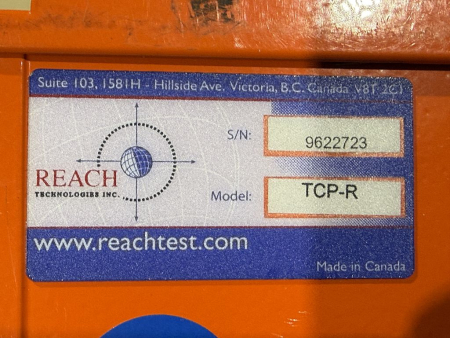 Suite 103, 1581H - Hillside Ave. Victoria, B.C. Canada V8T 2C1
S/N: 9622723
REACH
TECHNOLOGIES INC.
Model: TCP-R
www.reachtest.com
Made in Canada